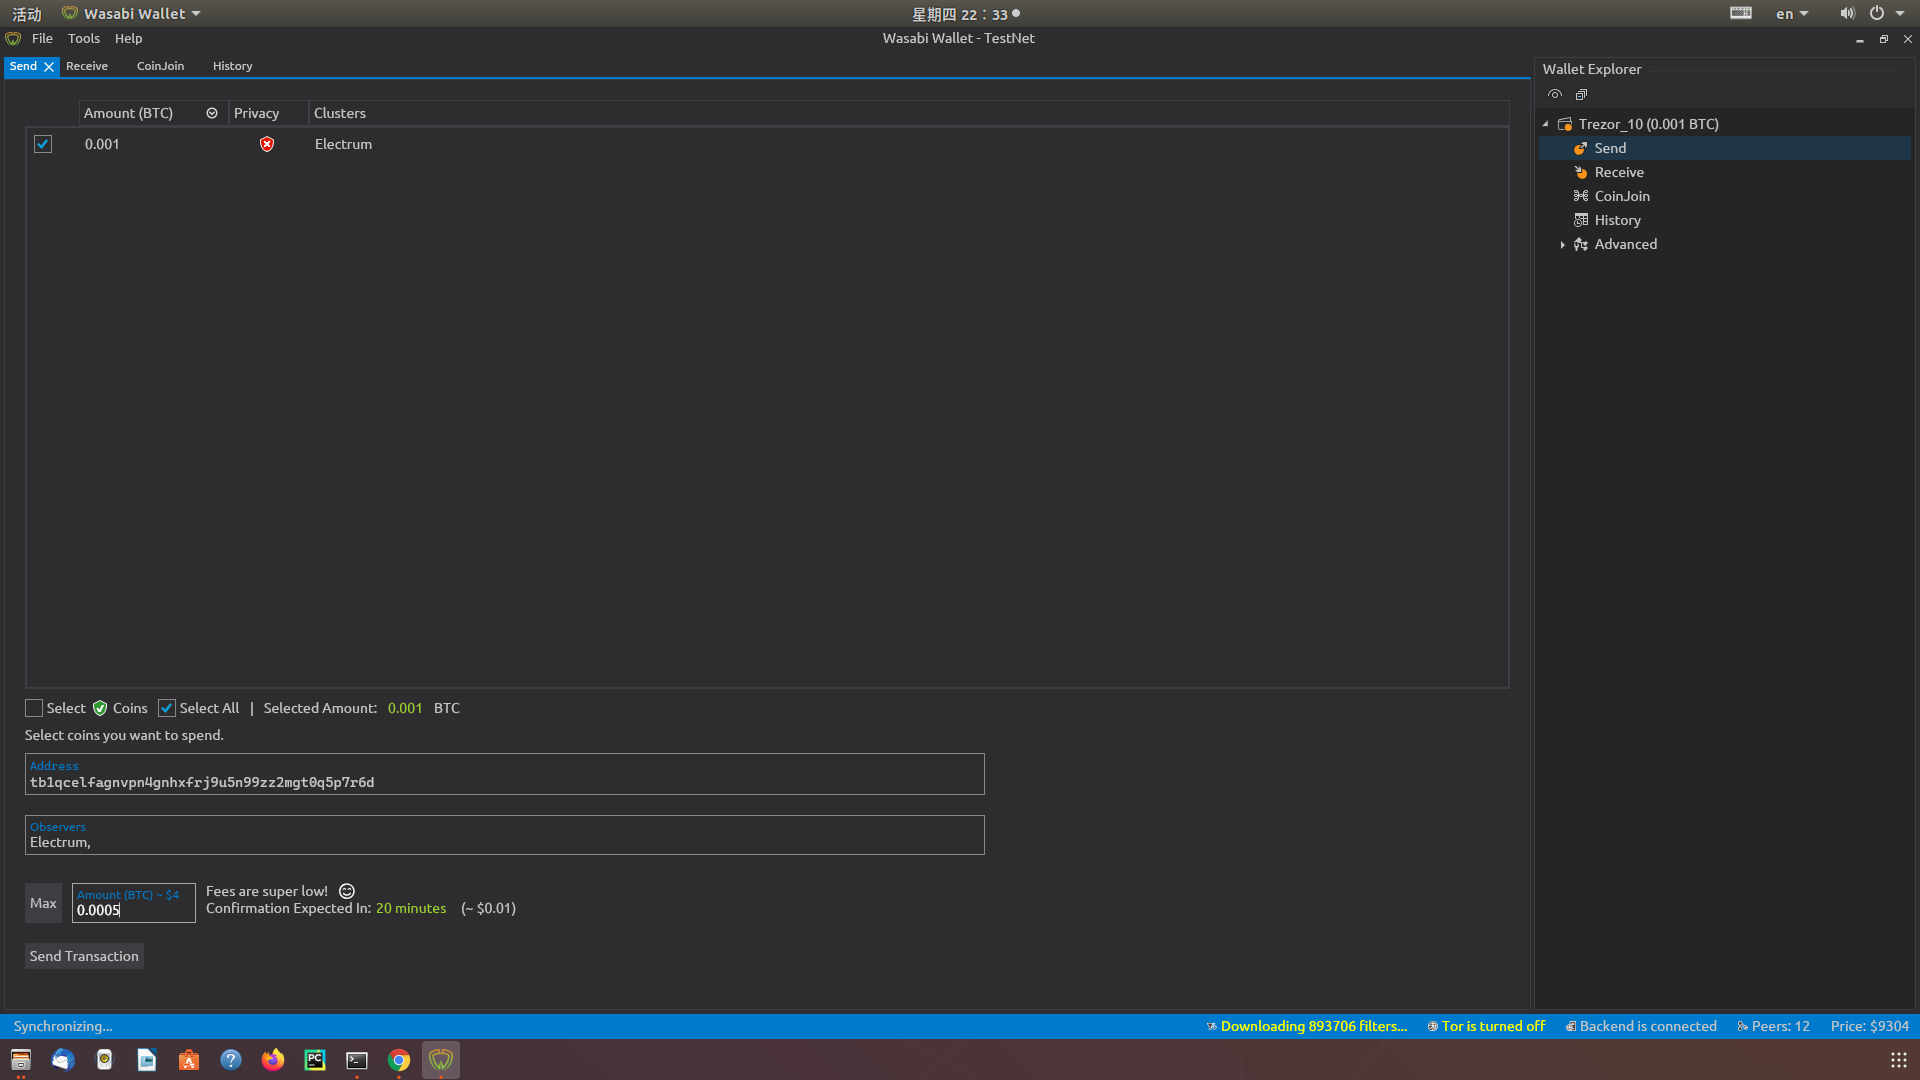 活动
Wasabi Wallet
星期四 22：33
en
File Tools Help
Wasabi Wallet - TestNet
Send Receive CoinJoin History
Wallet Explorer
Amount (BTC) Privacy Clusters
0.001 Electrum
Trezor_10 (0.001 BTC)
Send
Receive
CoinJoin
History
Advanced
Select Coins Select All | Selected Amount: 0.001 BTC
Select coins you want to spend.
Address
tb1qcelfagnvpn4gnhxfrj9u5n99zz2mgt0q5p7r6d
Observers
Electrum,
Max
Amount (BTC) ~ $4
0.0005
Fees are super low!
Confirmation Expected In: 20 minutes (~ $0.01)
Send Transaction
Synchronizing...
Downloading 893706 filters... Tor is turned off Backend is connected Peers: 12 Price: $9304
PC